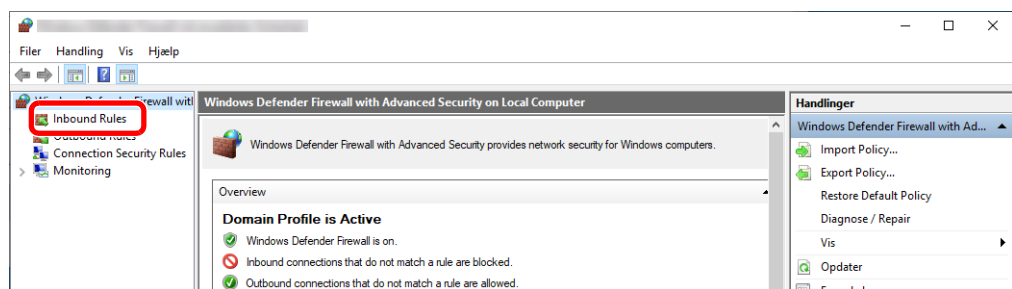 Filer Handling Vis Hjælp
Firewall with
Inbound Rules
Outbound Rules
Connection Security Rules
Monitoring
Windows Defender Firewall with Advanced Security on Local Computer
Windows Defender Firewall with Advanced Security provides network security for Windows computers.
Overview
Domain Profile is Active
Windows Defender Firewall is on.
Inbound connections that do not match a rule are blocked.
Outbound connections that do not match a rule are allowed.
Handlinger
Windows Defender Firewall with Ad...
Import Policy...
Export Policy...
Restore Default Policy
Diagnose / Repair
Vis
Opdater